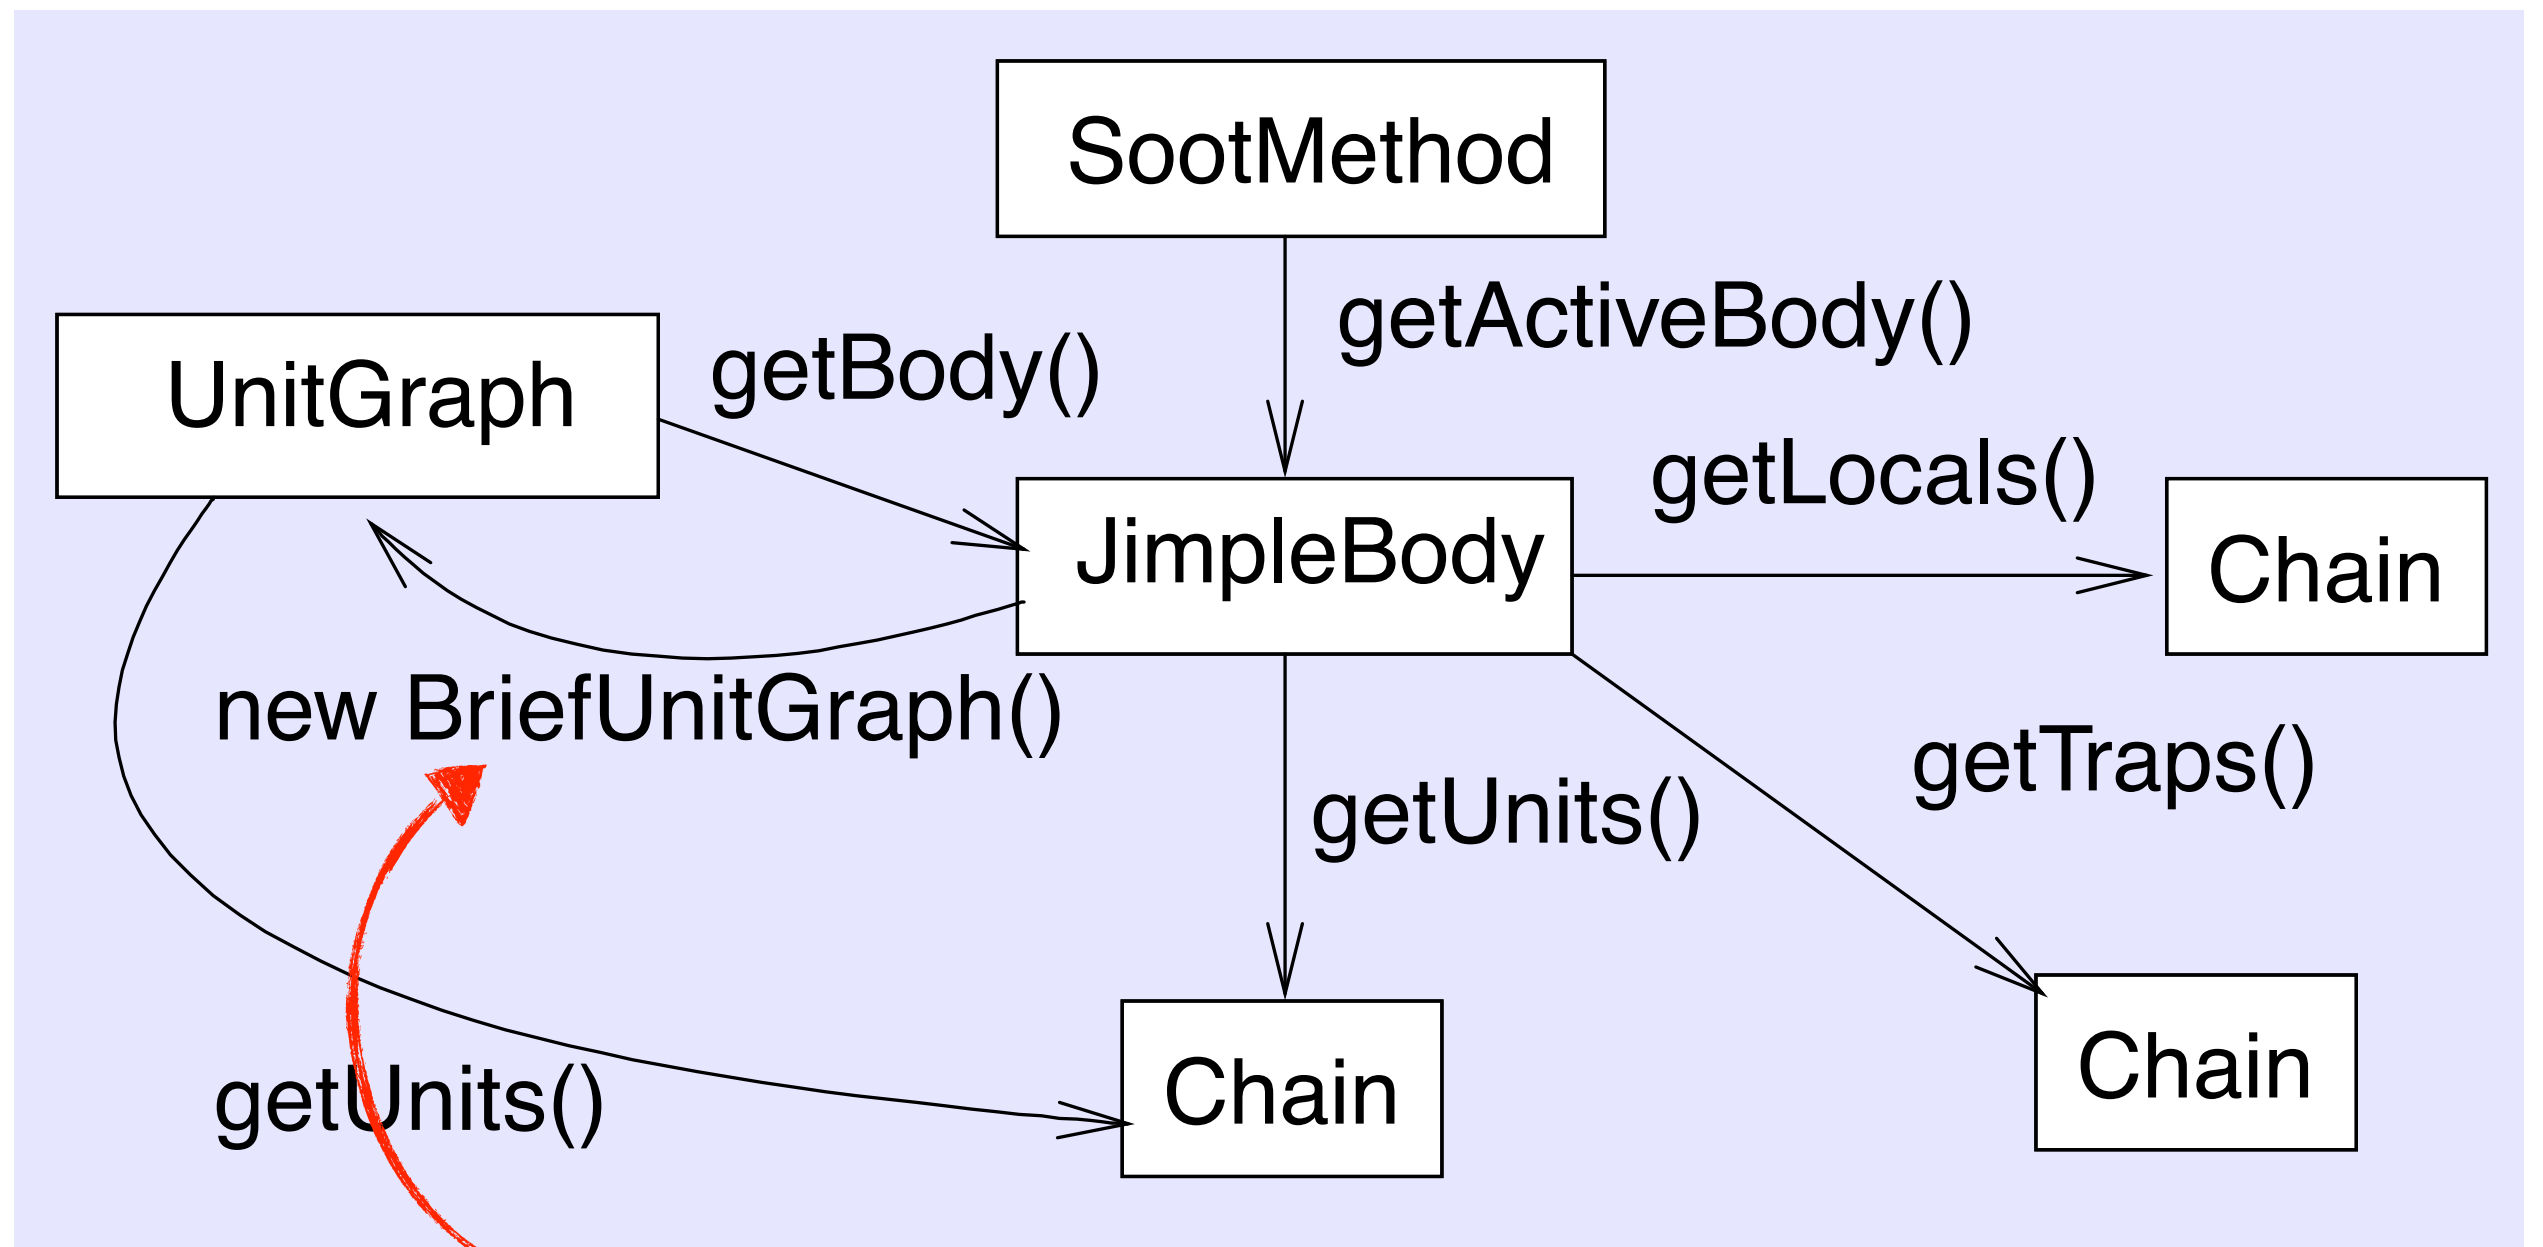 SootMethod
getActiveBody()
UnitGraph
getBody()
getLocals()
JimpleBody
Chain
new BriefUnitGraph()
getTraps()
getUnits()
Chain
Chain
getUnits()